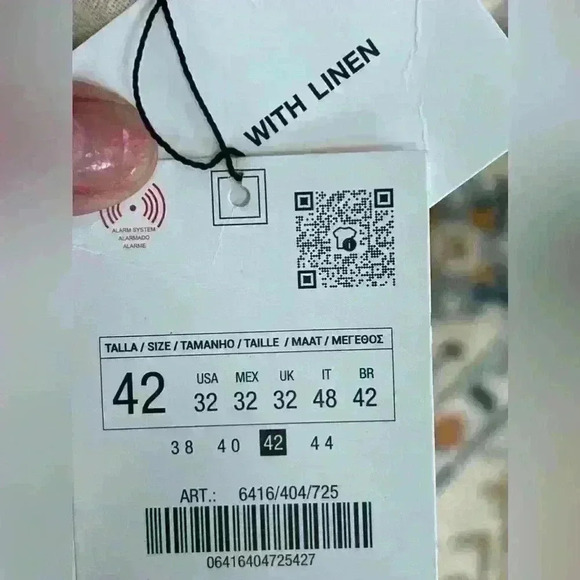 WITH LINEN
ALARM SYSTEM
ALARMADO
ALARME
TALLA / SIZE / TAMANHO / TAILLE / MAAT / ΜΕΓΕΘΟΣ
42
USA MEX UK IT BR
32 32 32 48 42
38 40 42 44
ART.: 6416/404/725
06416404725427